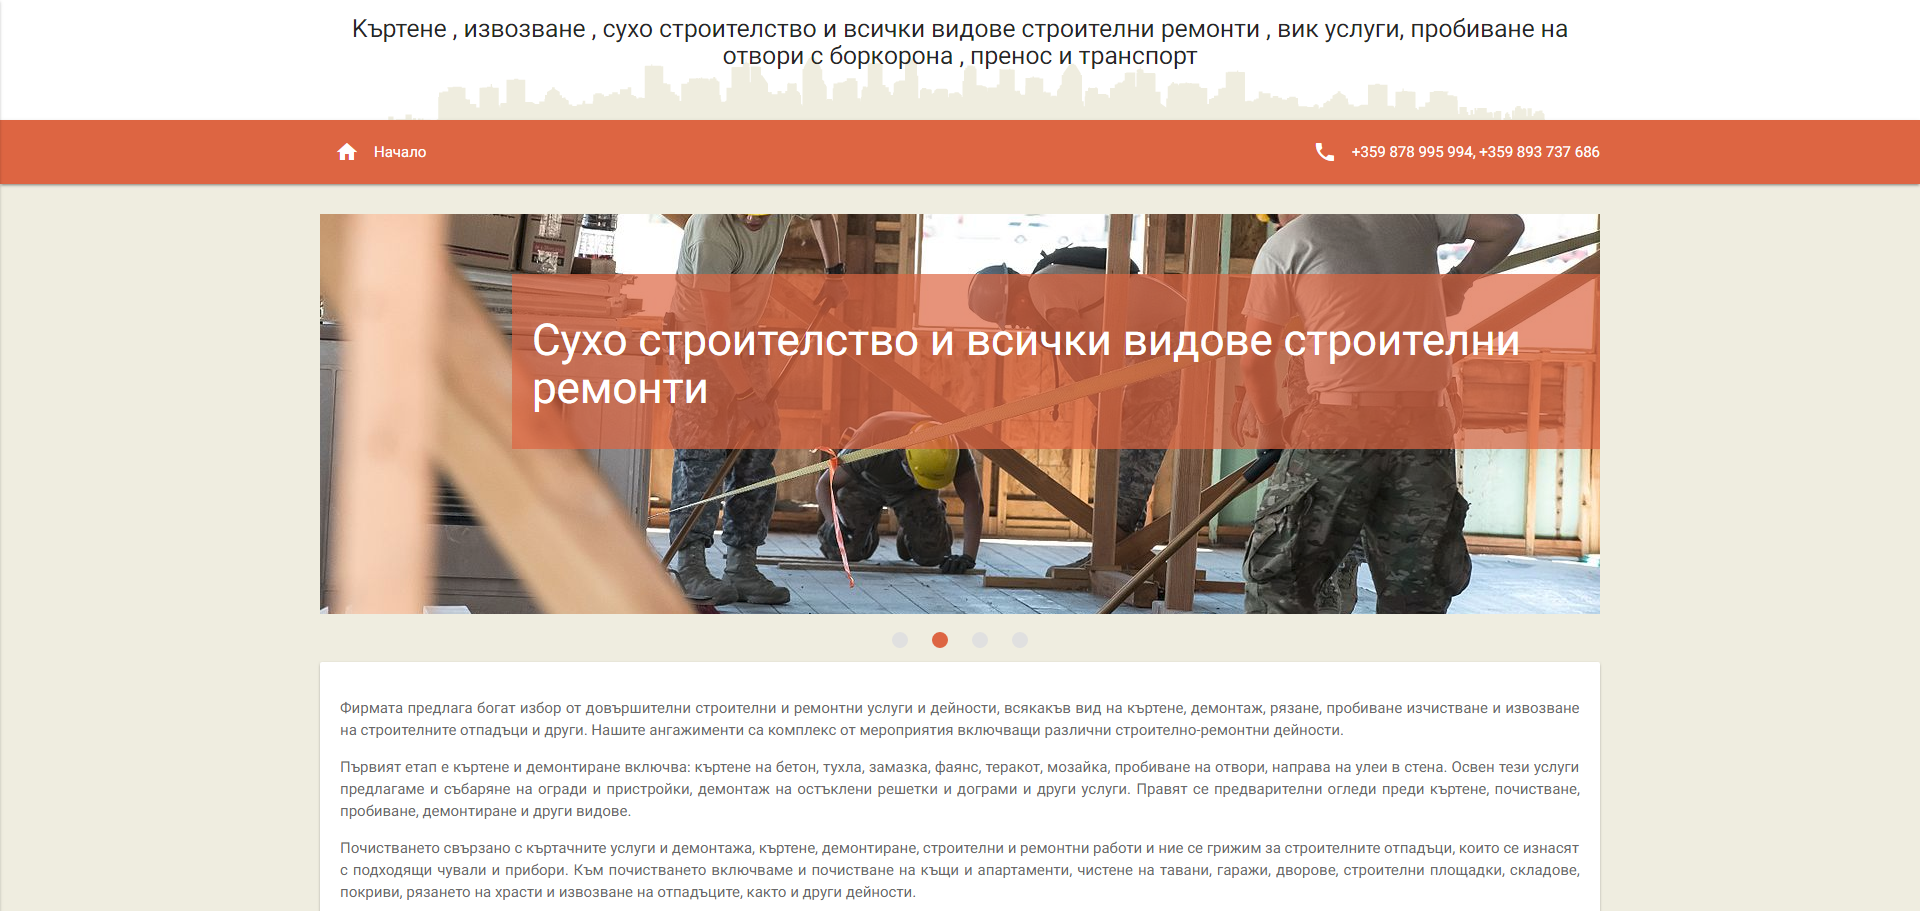 Къртене , извозване , сухо строителство и всички видове строителни ремонти , вик услуги, пробиване на
отвори с боркорона , пренос и транспорт
Начало
+359 878 995 994, +359 893 737 686
Сухо строителство и всички видове строителни
ремонти
Фирмата предлага богат избор от довършителни строителни и ремонтни услуги и дейности, всякакъв вид на къртене, демонтаж, рязане, пробиване изчистване и извозване
на строителните отпадъци и други. Нашите ангажименти са комплекс от мероприятия включващи различни строително-ремонтни дейности.
Първият етап е къртене и демонтиране включва: къртене на бетон, тухла, замазка, фаянс, теракот, мозайка, пробиване на отвори, направа на улеи в стена. Освен тези услуги
предлагаме и събаряне на огради и пристройки, демонтаж на остъклени решетки и дограми и други услуги. Правят се предварителни огледи преди къртене, почистване,
пробиване, демонтиране и други видове.
Почистването свързано с къртачните услуги и демонтажа, къртене, демонтиране, строителни и ремонтни работи и ние се грижим за строителните отпадъци, които се изнасят
с подходящи чували и прибори. Към почистването включваме и почистване на къщи и апартаменти, чистене на тавани, гаражи, дворове, строителни площадки, складове,
покриви, рязането на храсти и извозване на отпадъците, както и други дейности.